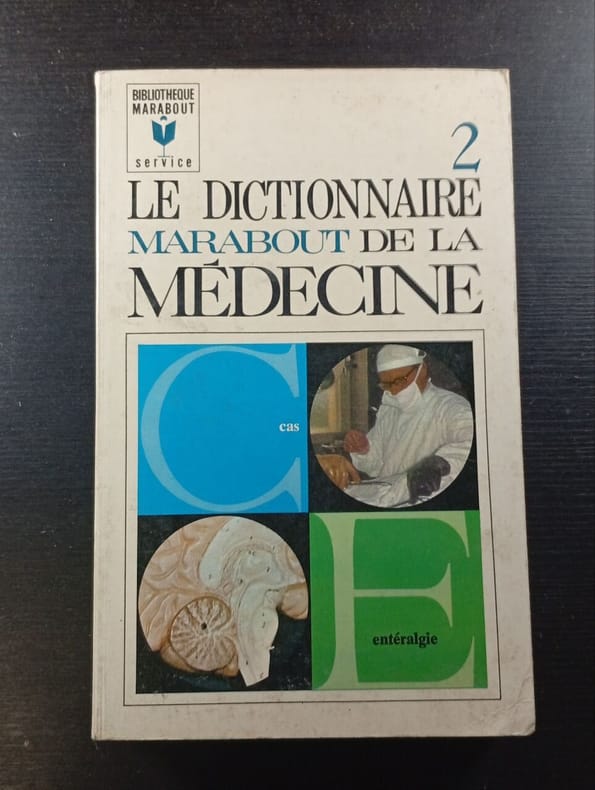 BIBLIOTHEQUE
MARABOUT
service
2
LE DICTIONNAIRE
MARABOUT DE LA
MÉDECINE
C
cas
E
entéralgie